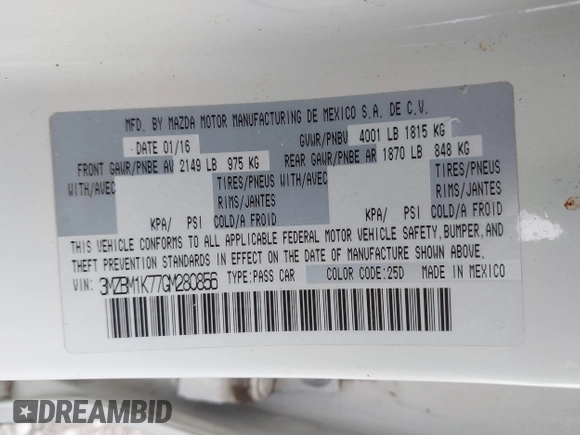 MFD. BY MAZDA MOTOR MANUFACTURING DE MEXICO S.A. DE C.V.
DATE 01/16 GVWR/PNBV 4001 LB 1815 KG
FRONT GAWR/PNBE AV 2149 LB 975 KG REAR GAWR/PNBE AR 1870 LB 848 KG
WITH/AVEC TIRES/PNEUS WITH/AVEC TIRES/PNEUS
RIMS/JANTES RIMS/JANTES
KPA/ PSI COLD/A FROID KPA/ PSI COLD/A FROID
THIS VEHICLE CONFORMS TO ALL APPLICABLE FEDERAL MOTOR VEHICLE SAFETY, BUMPER, AND
THEFT PREVENTION STANDARDS IN EFFECT ON THE DATE OF MANUFACTURE SHOWN ABOVE.
VIN: 3MZBM1K77GM280856 TYPE:PASS CAR COLOR CODE:25D MADE IN MEXICO
DREAMBID